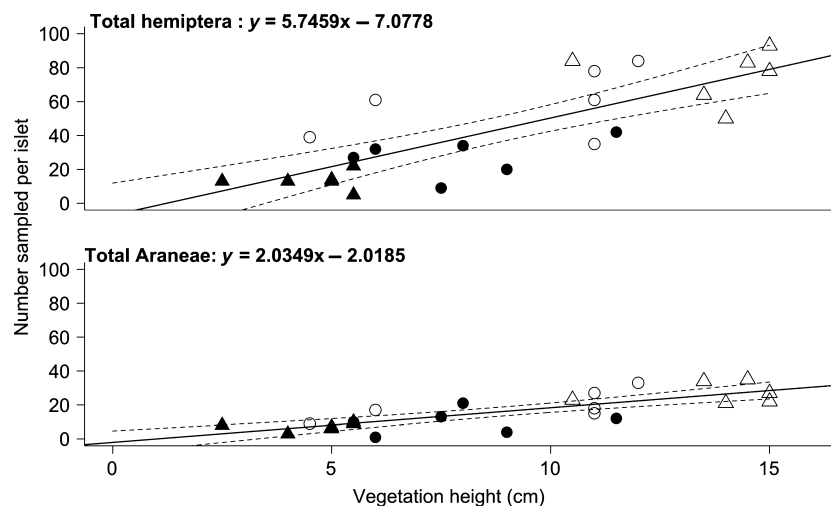 Total hemiptera : y = 5.7459x – 7.0778
100
80
60
40
20
0
Number sampled per islet
Total Araneae: y = 2.0349x – 2.0185
100
80
60
40
20
0
0 5 10 15
Vegetation height (cm)